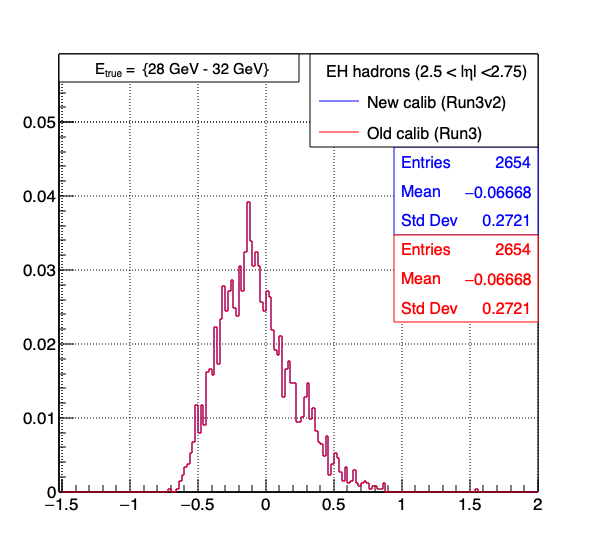 E_true = {28 GeV - 32 GeV}
EH hadrons (2.5 < |η| <2.75)
New calib (Run3v2)
Old calib (Run3)
Entries 2654
Mean −0.06668
Std Dev 0.2721
Entries 2654
Mean −0.06668
Std Dev 0.2721
0.05
0.04
0.03
0.02
0.01
0
−1.5 −1 −0.5 0 0.5 1 1.5 2